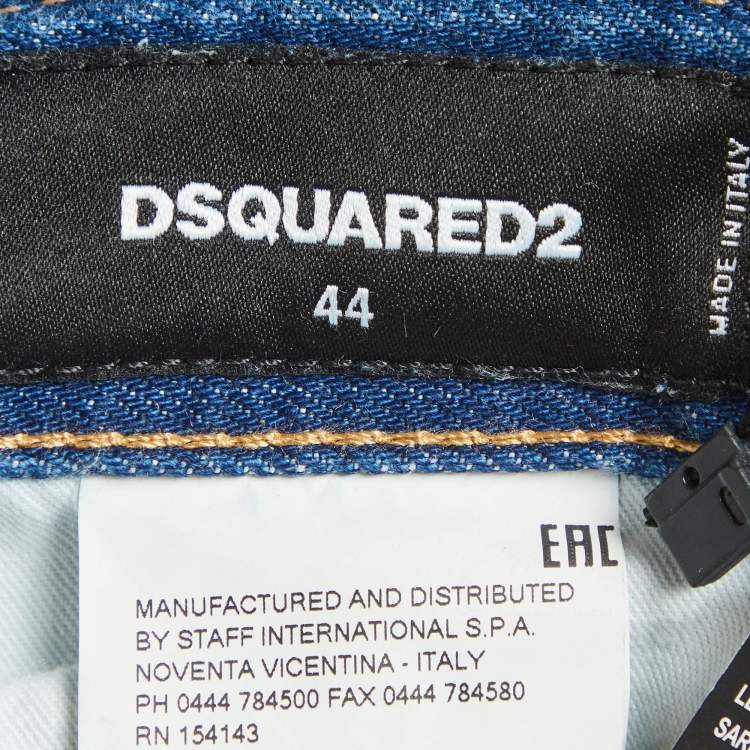 DSQUARED2
44
MADE IN ITALY
EAC
MANUFACTURED AND DISTRIBUTED
BY STAFF INTERNATIONAL S.P.A.
NOVENTA VICENTINA - ITALY
PH 0444 784500 FAX 0444 784580
RN 154143